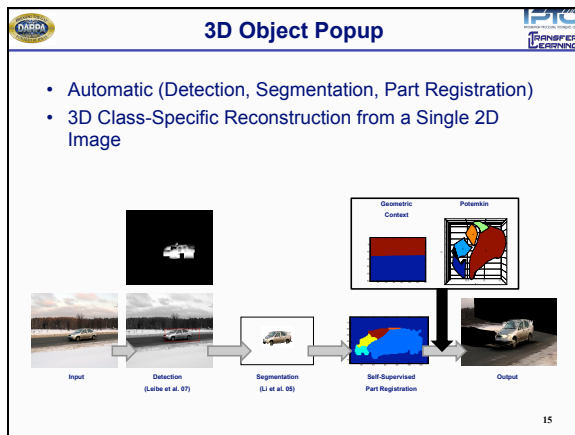 DARPA
3D Object Popup
IPTO
TRANSFER
LEARNING
• Automatic (Detection, Segmentation, Part Registration)
• 3D Class-Specific Reconstruction from a Single 2D
Image
Geometric
Context
Potemkin
Input
Detection
(Leibe et al. 07)
Segmentation
(Li et al. 05)
Self-Supervised
Part Registration
Output
15